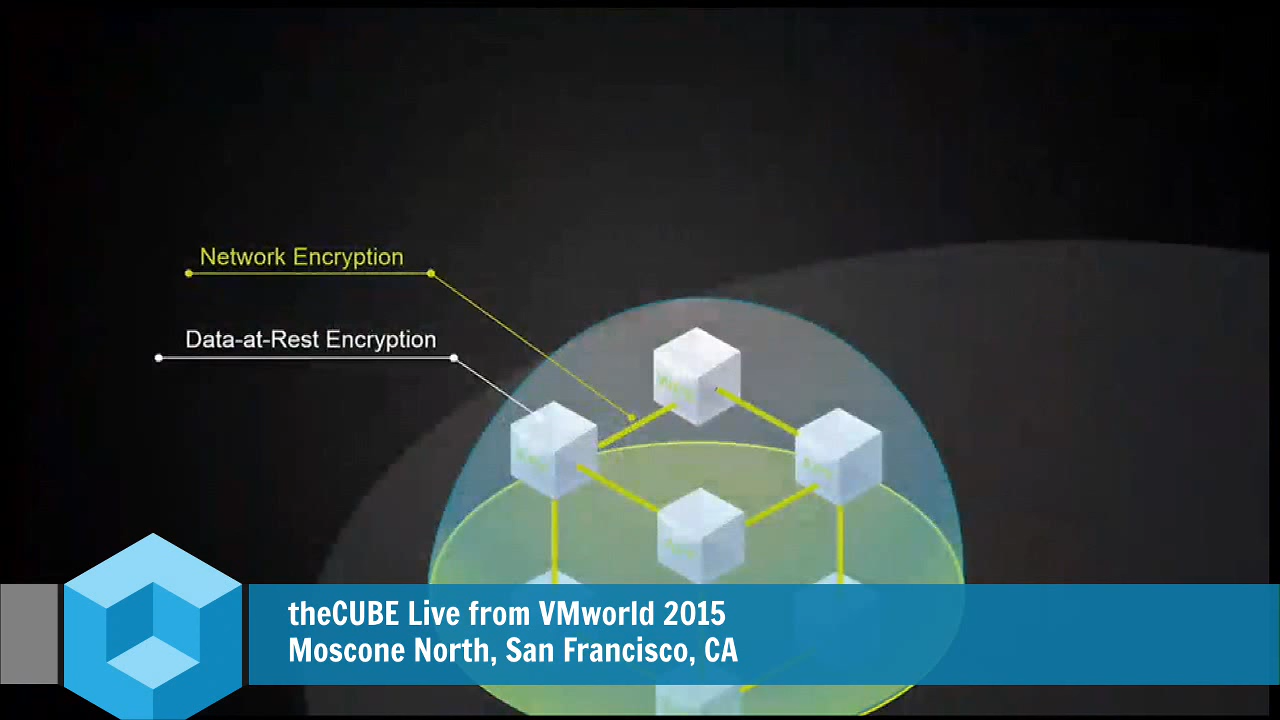 Network Encryption
Data-at-Rest Encryption
theCUBE Live from VMworld 2015
Moscone North, San Francisco, CA